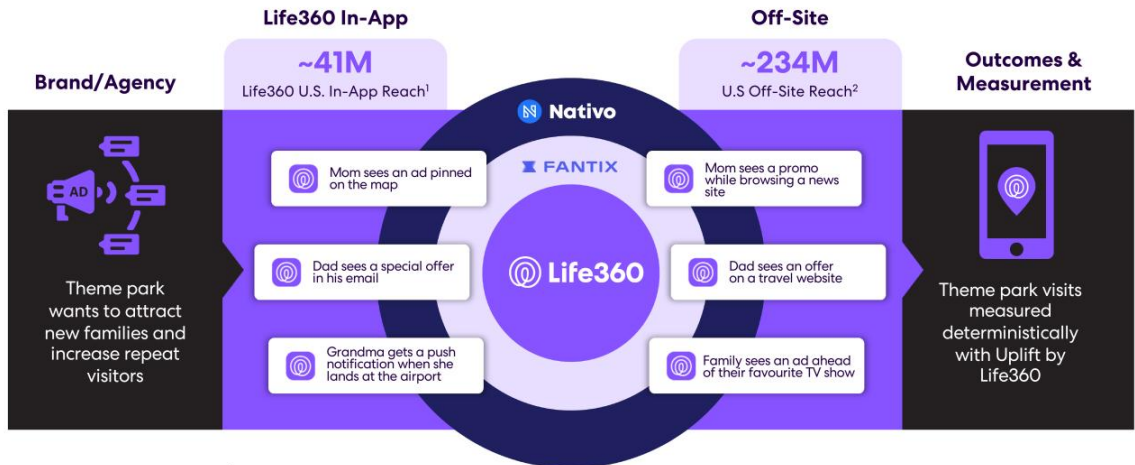 Life360 In-App
Off-Site
Brand/Agency
~41M
Life360 U.S. In-App Reach¹
~234M
U.S Off-Site Reach²
Outcomes &
Measurement
Nativo
FANTIX
Life360
AD
Theme park
wants to attract
new families and
increase repeat
visitors
Mom sees an ad pinned
on the map
Dad sees a special offer
in his email
Grandma gets a push
notification when she
lands at the airport
Mom sees a promo
while browsing a news
site
Dad sees an offer
on a travel website
Family sees an ad ahead
of their favourite TV show
Theme park visits
measured
deterministically
with Uplift by
Life360